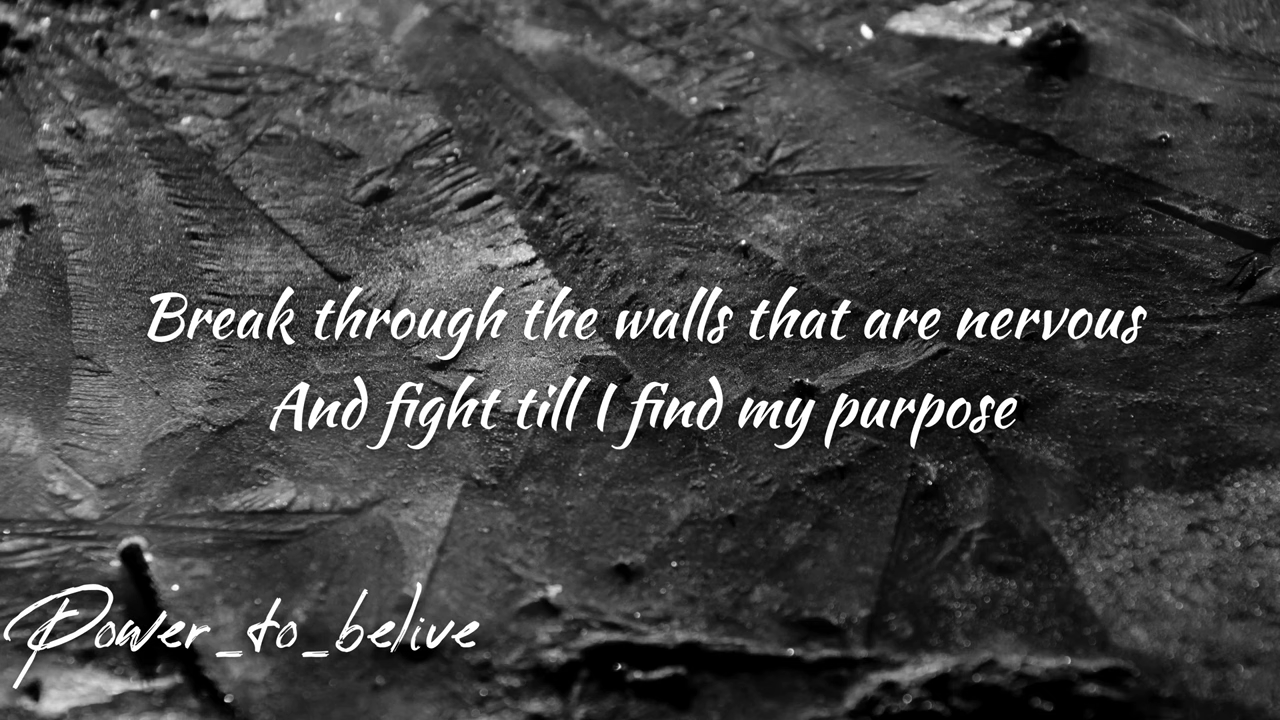 Break through the walls that are nervous
And fight till I find my purpose
Power_to_belive